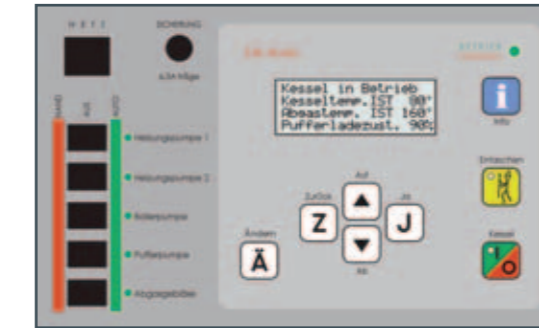 SICHERUNG
6,3A träge
HAND
AUS
AUTO
Heizungspumpe 1
Heizungspumpe 2
Boilerpumpe
Pufferpumpe
Abgasgebläse
BETRIEB
Kessel in Betrieb
Kesseltemp.IST 80°
Abgastemp. IST 160°
Pufferladezust. 90%
Info
Entaschen
Auf
Zurück
Ja
Z
J
Ändern
Ä
Ab
Kessel
I
O